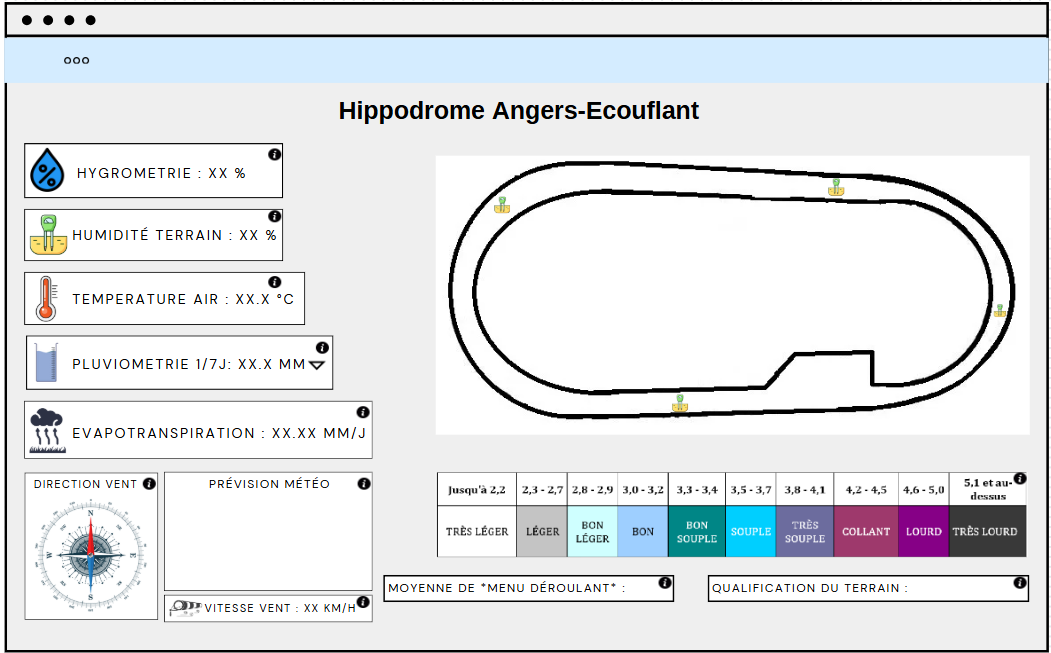 Hippodrome Angers-Ecouflant
HYGROMETRIE : XX %
HUMIDITÉ TERRAIN : XX %
TEMPERATURE AIR : XX.X °C
PLUVIOMETRIE 1/7J: XX.X MM
EVAPOTRANSPIRATION : XX.XX MM/J
DIRECTION VENT
N
W
E
S
PRÉVISION MÉTÉO
VITESSE VENT : XX KM/H
Jusqu'à 2,2
2,3 - 2,7
2,8 - 2,9
3,0 - 3,2
3,3 - 3,4
3,5 - 3,7
3,8 - 4,1
4,2 - 4,5
4,6 - 5,0
5,1 et au-
dessus
TRÈS LÉGER
LÉGER
BON
LÉGER
BON
BON
SOUPLE
SOUPLE
TRÈS
SOUPLE
COLLANT
LOURD
TRÈS LOURD
MOYENNE DE *MENU DÉROULANT* :
QUALIFICATION DU TERRAIN :